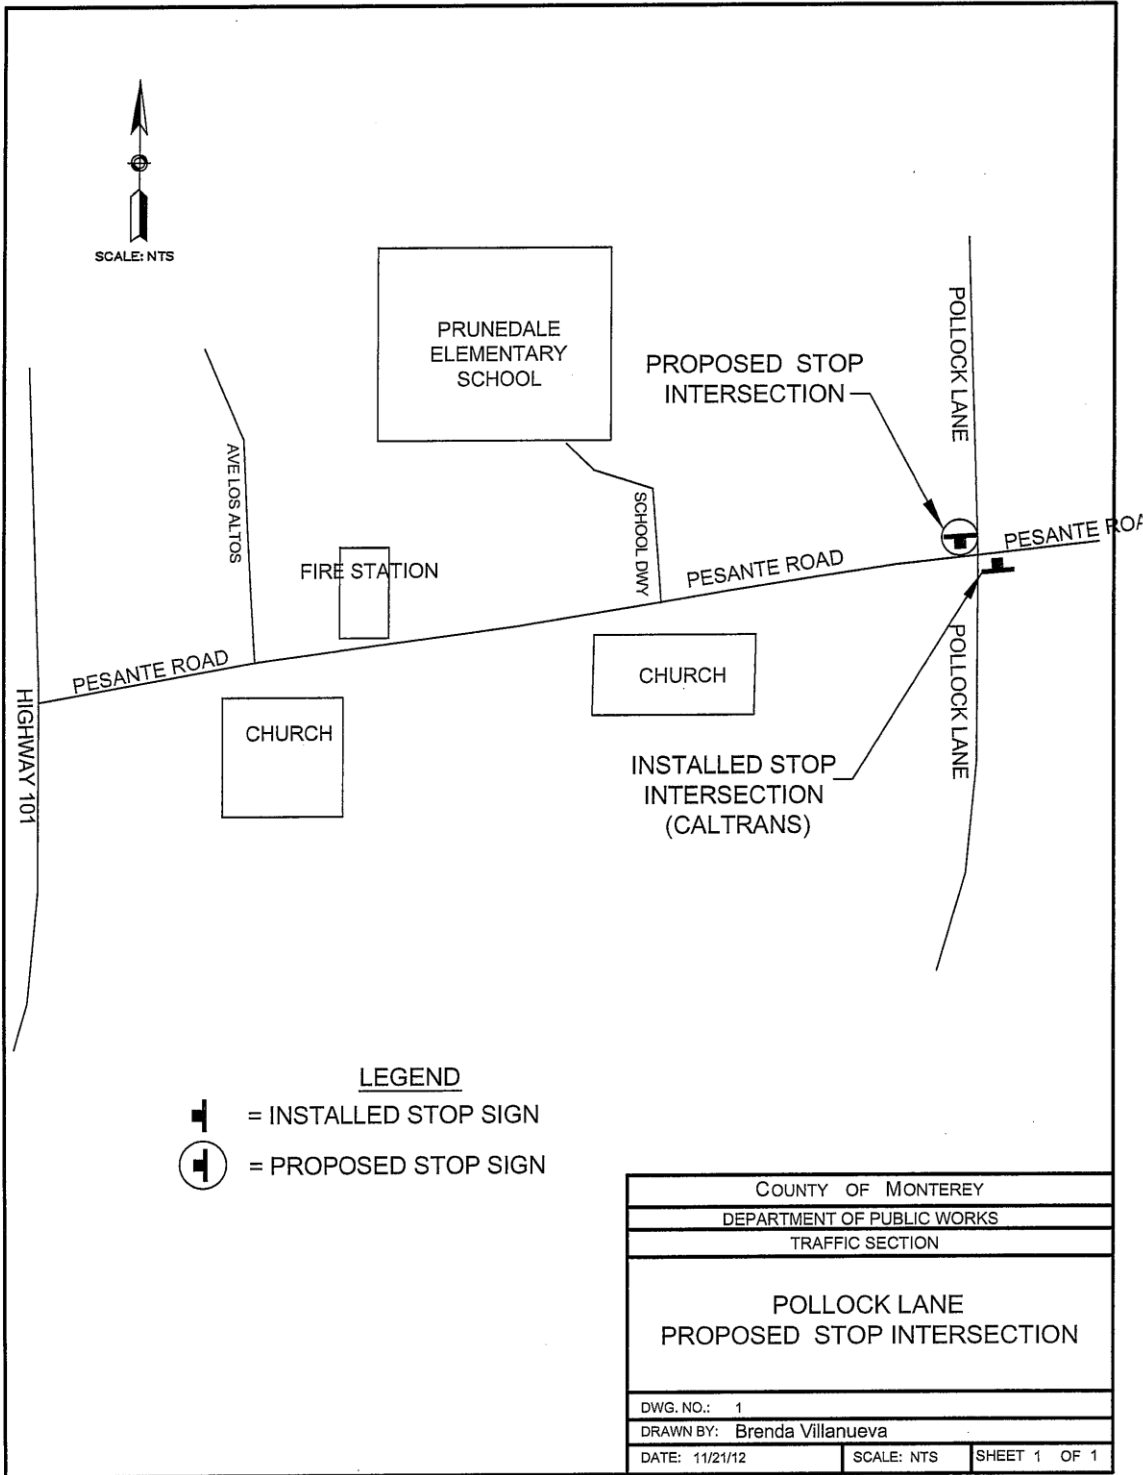 SCALE: NTS
PRUNEDALE
ELEMENTARY
SCHOOL
PROPOSED STOP
INTERSECTION
POLLOCK LANE
AVE LOS ALTOS
SCHOOL DWY
FIRE STATION
PESANTE ROAD
PESANTE ROA
PESANTE ROAD
HIGHWAY 101
CHURCH
CHURCH
POLLOCK LANE
INSTALLED STOP
INTERSECTION
(CALTRANS)
LEGEND
= INSTALLED STOP SIGN
= PROPOSED STOP SIGN
COUNTY OF MONTEREY
DEPARTMENT OF PUBLIC WORKS
TRAFFIC SECTION
POLLOCK LANE
PROPOSED STOP INTERSECTION
DWG. NO.: 1
DRAWN BY: Brenda Villanueva
DATE: 11/21/12
SCALE: NTS
SHEET 1 OF 1